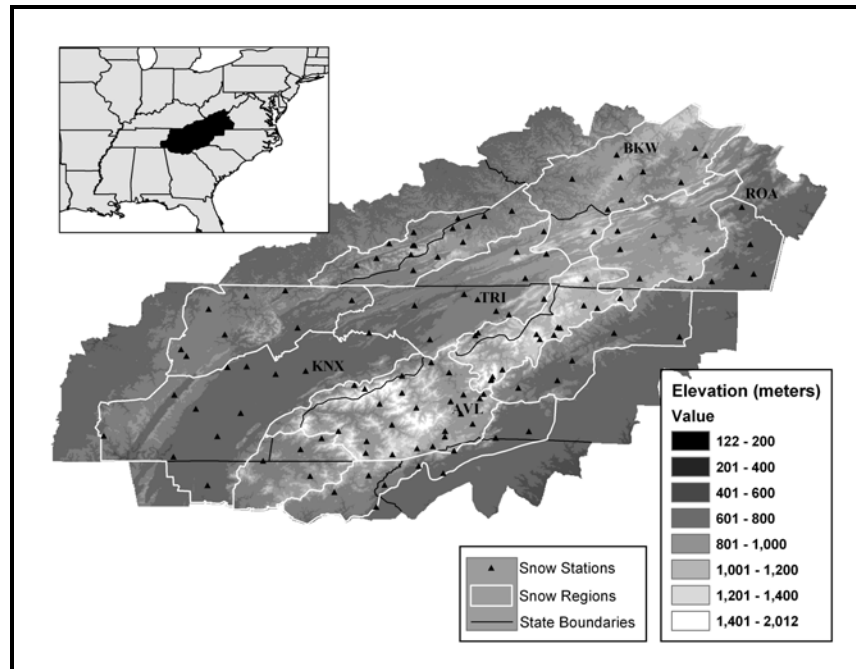 BKW
ROA
TRI
KNX
AVL
Elevation (meters)
Value
122 - 200
201 - 400
401 - 600
601 - 800
801 - 1,000
1,001 - 1,200
1,201 - 1,400
1,401 - 2,012
Snow Stations
Snow Regions
State Boundaries